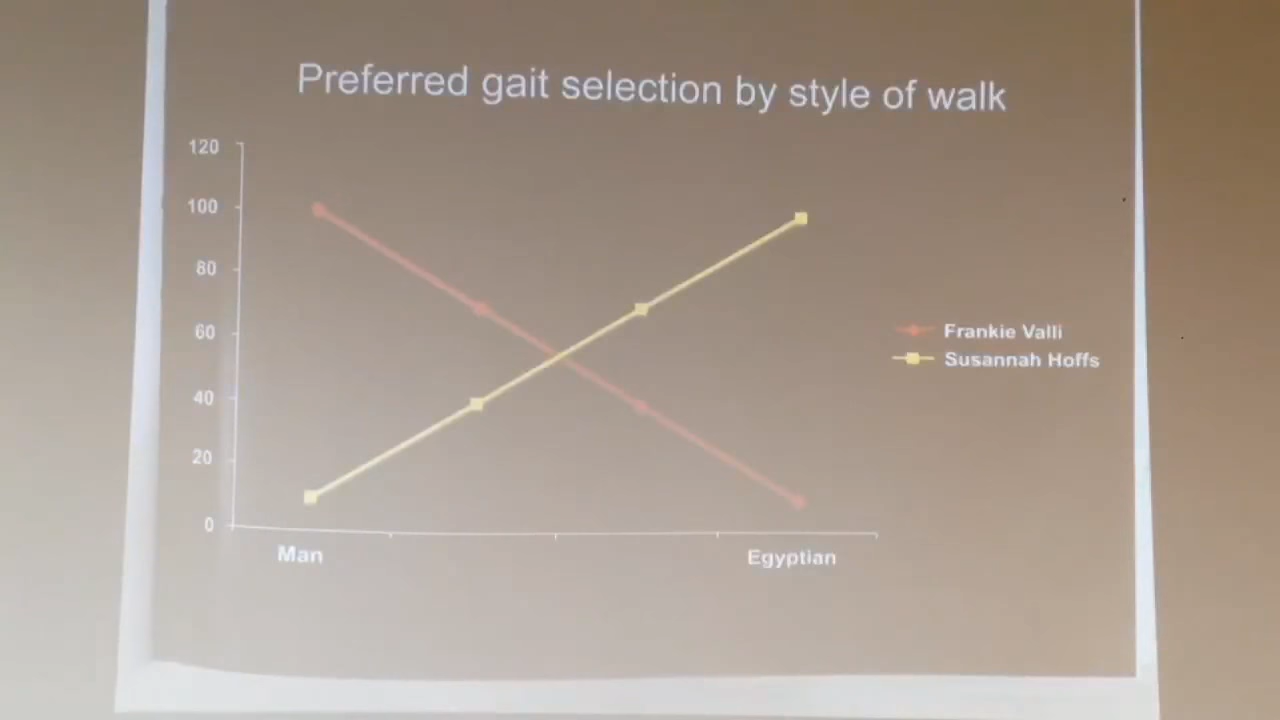 Preferred gait selection by style of walk
120
100
80
60
40
20
0
Man
Egyptian
Frankie Valli
Susannah Hoffs